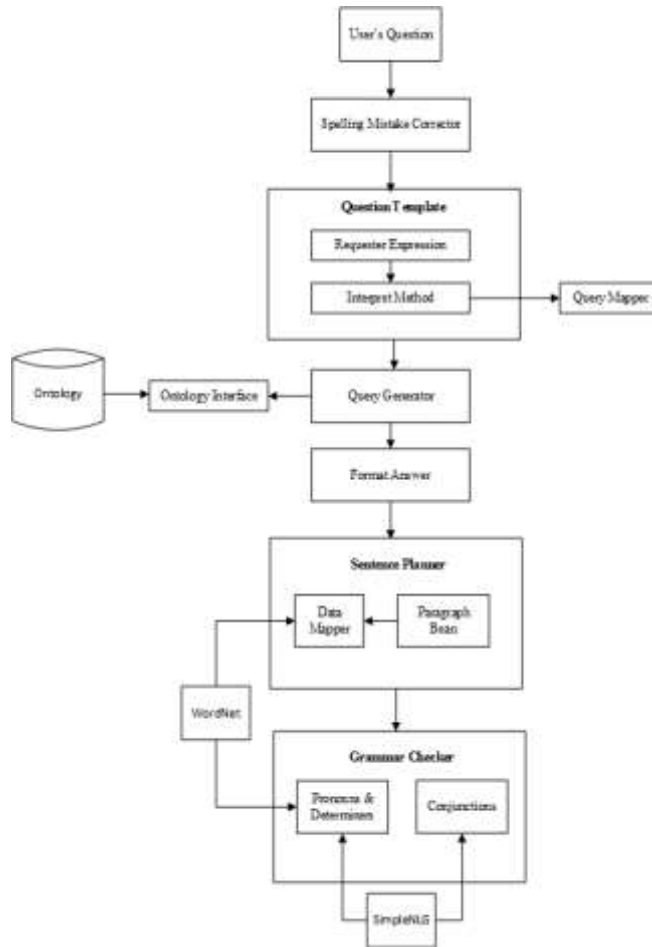 User's Question
Spelling Mistake Corrector
Question Template
Requester Expression
Integret Method
Query Mapper
Ontology
Ontology Interface
Query Generator
Format Answer
Sentence Planner
Data
Mapper
Paragraph
Bean
WordNet
Grammar Checker
Pronouns &
Determiners
Conjunctions
SimpleNLG